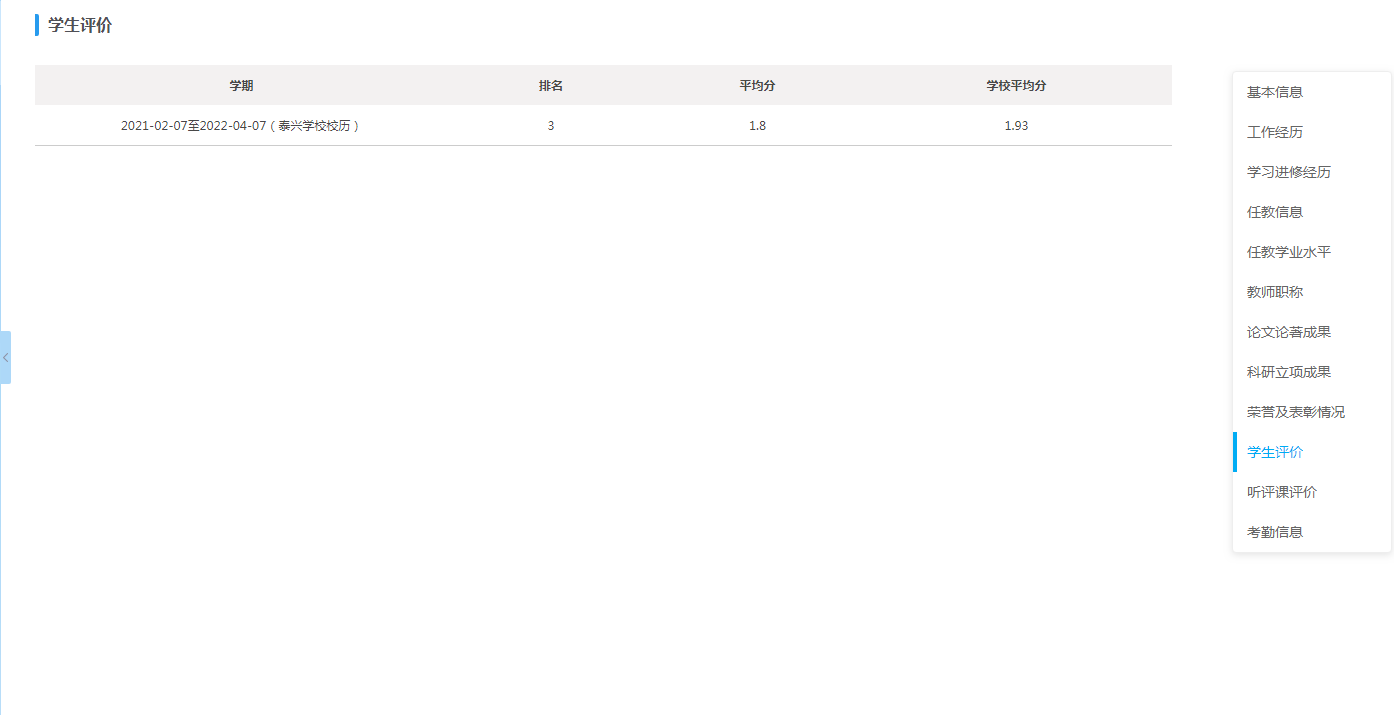 学生评价
学期 排名 平均分 学校平均分
2021-02-07至2022-04-07（泰兴学校校历） 3 1.8 1.93
基本信息
工作经历
学习进修经历
任教信息
任教学业水平
教师职称
论文论著成果
科研立项成果
荣誉及表彰情况
学生评价
听评课评价
考勤信息